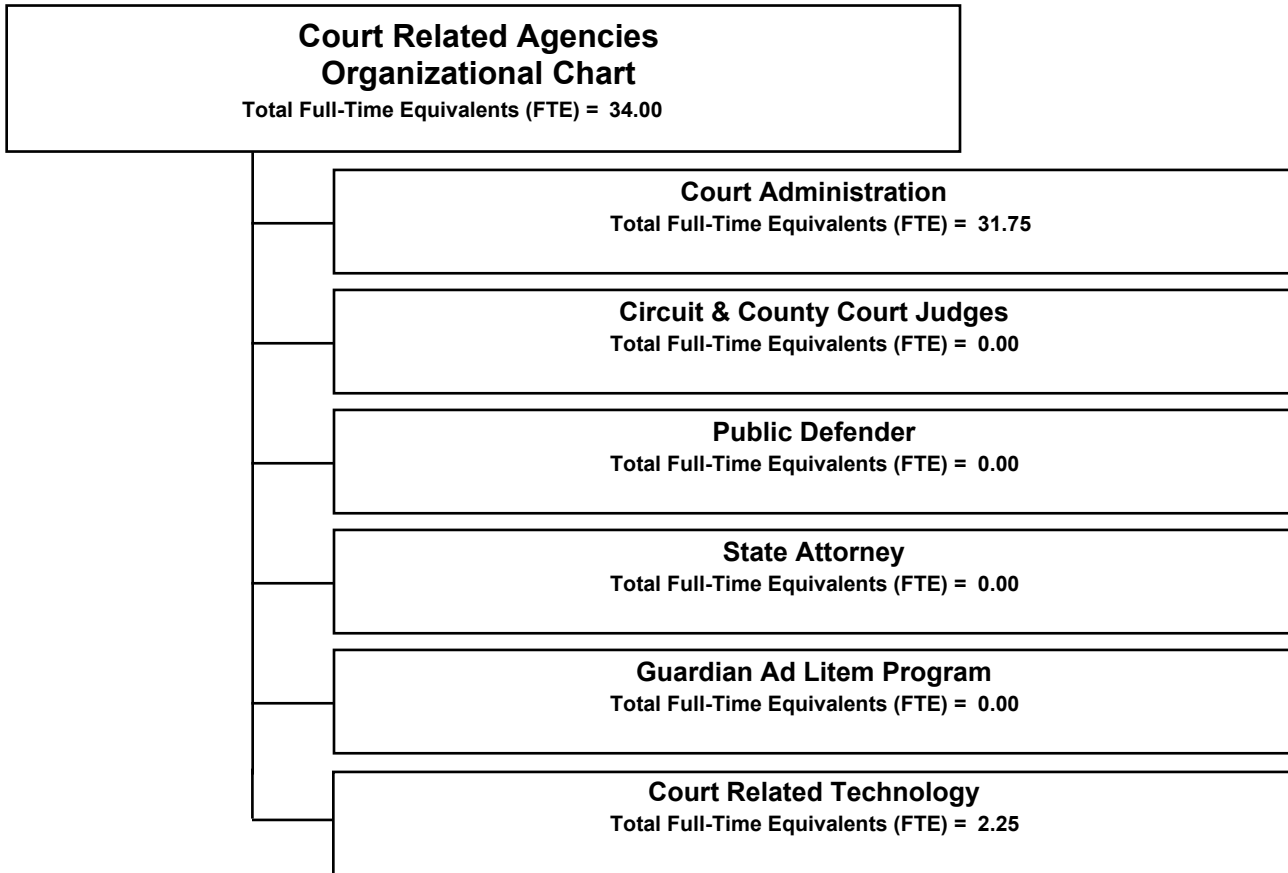 Court Related Agencies
Organizational Chart
Total Full-Time Equivalents (FTE) = 34.00
Court Administration
Total Full-Time Equivalents (FTE) = 31.75
Circuit & County Court Judges
Total Full-Time Equivalents (FTE) = 0.00
Public Defender
Total Full-Time Equivalents (FTE) = 0.00
State Attorney
Total Full-Time Equivalents (FTE) = 0.00
Guardian Ad Litem Program
Total Full-Time Equivalents (FTE) = 0.00
Court Related Technology
Total Full-Time Equivalents (FTE) = 2.25